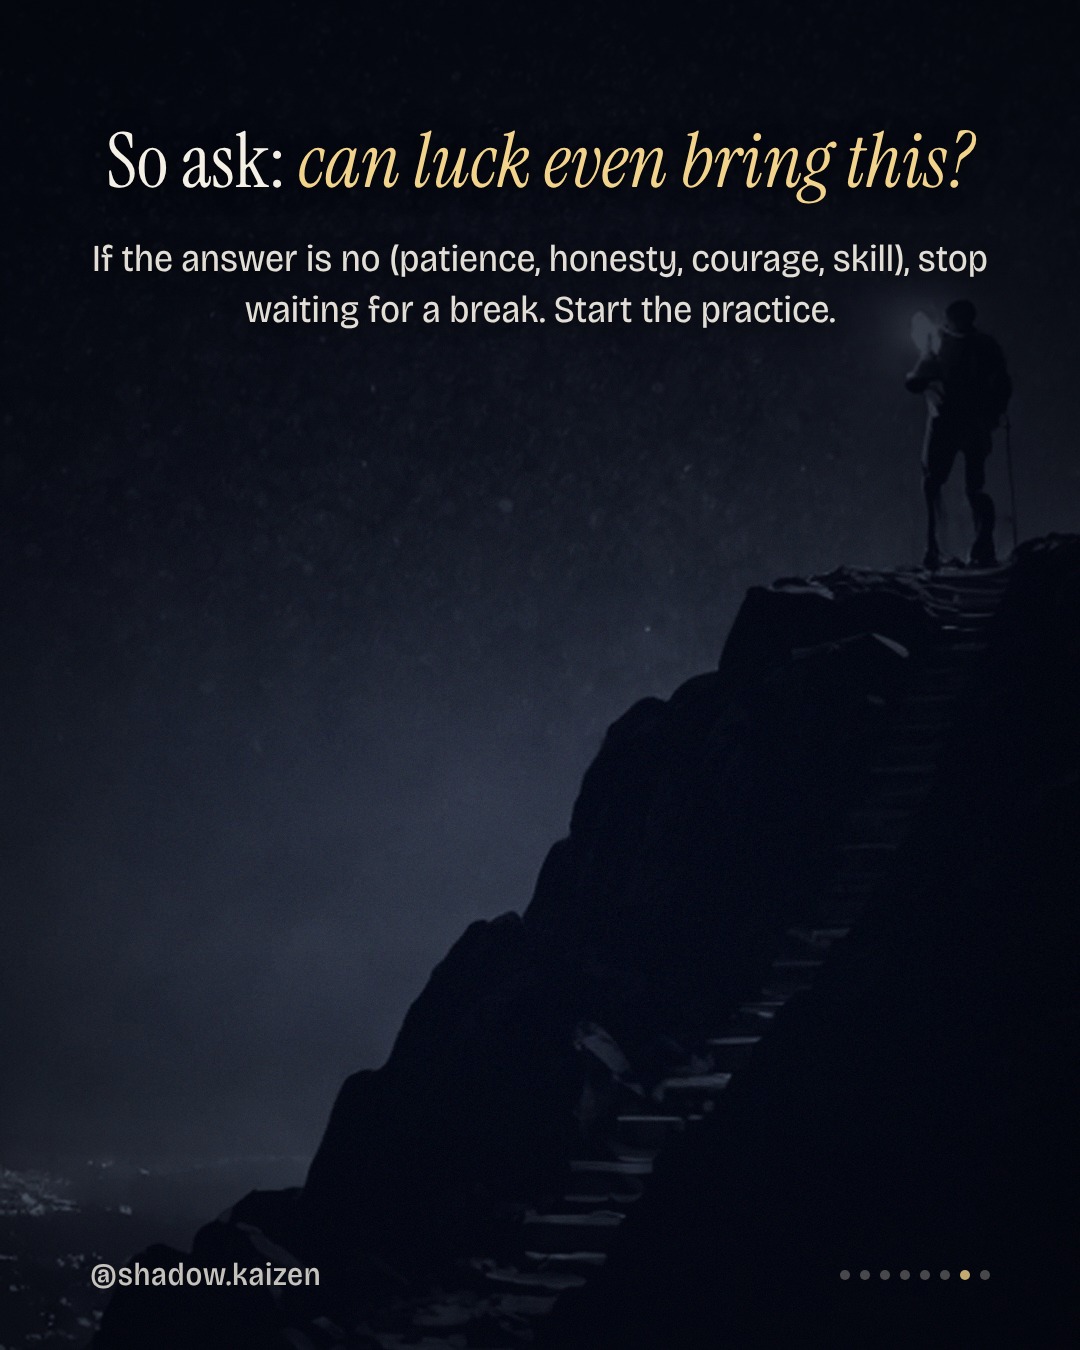 So ask: can luck even bring this?
If the answer is no (patience, honesty, courage, skill), stop
waiting for a break. Start the practice.
@shadow.kaizen